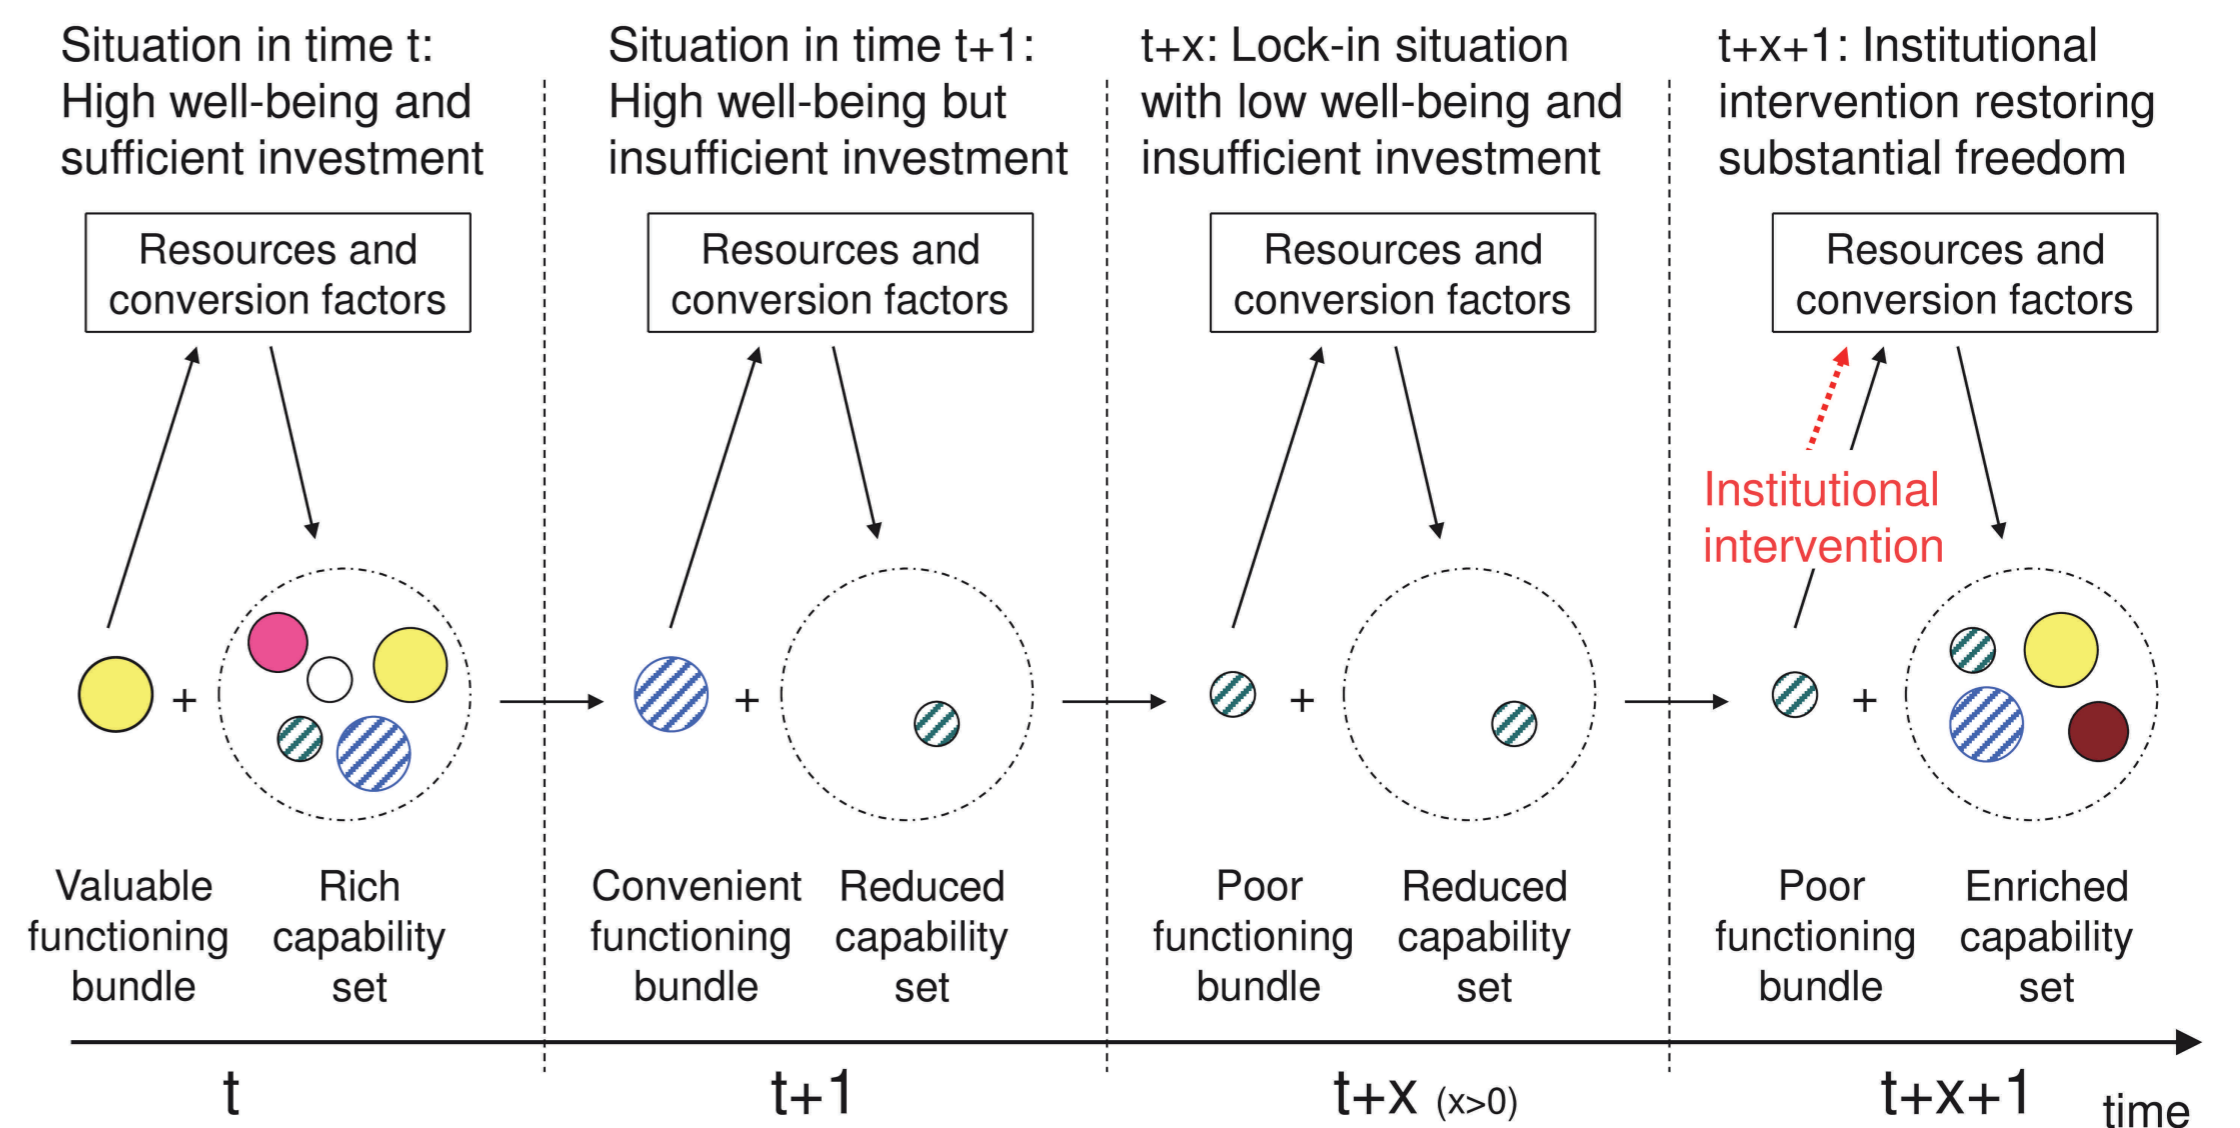 Situation in time t:
High well-being and
sufficient investment
Situation in time t+1:
High well-being but
insufficient investment
t+x: Lock-in situation
with low well-being and
insufficient investment
t+x+1: Institutional
intervention restoring
substantial freedom
Resources and
conversion factors
Resources and
conversion factors
Resources and
conversion factors
Resources and
conversion factors
Institutional
intervention
+
+
+
+
Valuable
functioning
bundle
Rich
capability
set
Convenient
functioning
bundle
Reduced
capability
set
Poor
functioning
bundle
Reduced
capability
set
Poor
functioning
bundle
Enriched
capability
set
t
t+1
t+x (x>0)
t+x+1
time